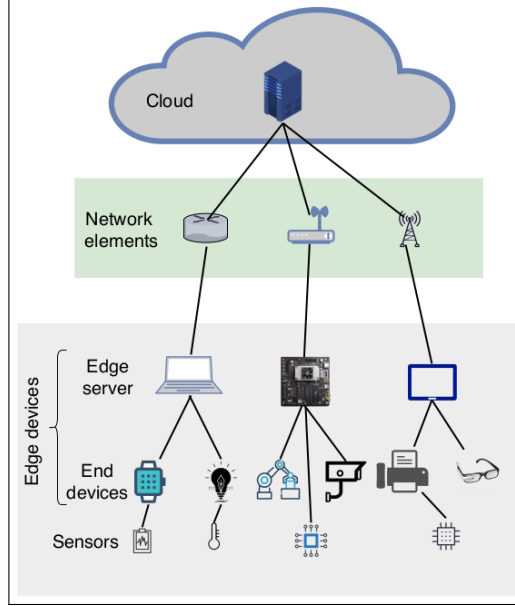 Cloud
Network
elements
Edge
server
Edge devices
End
devices
Sensors